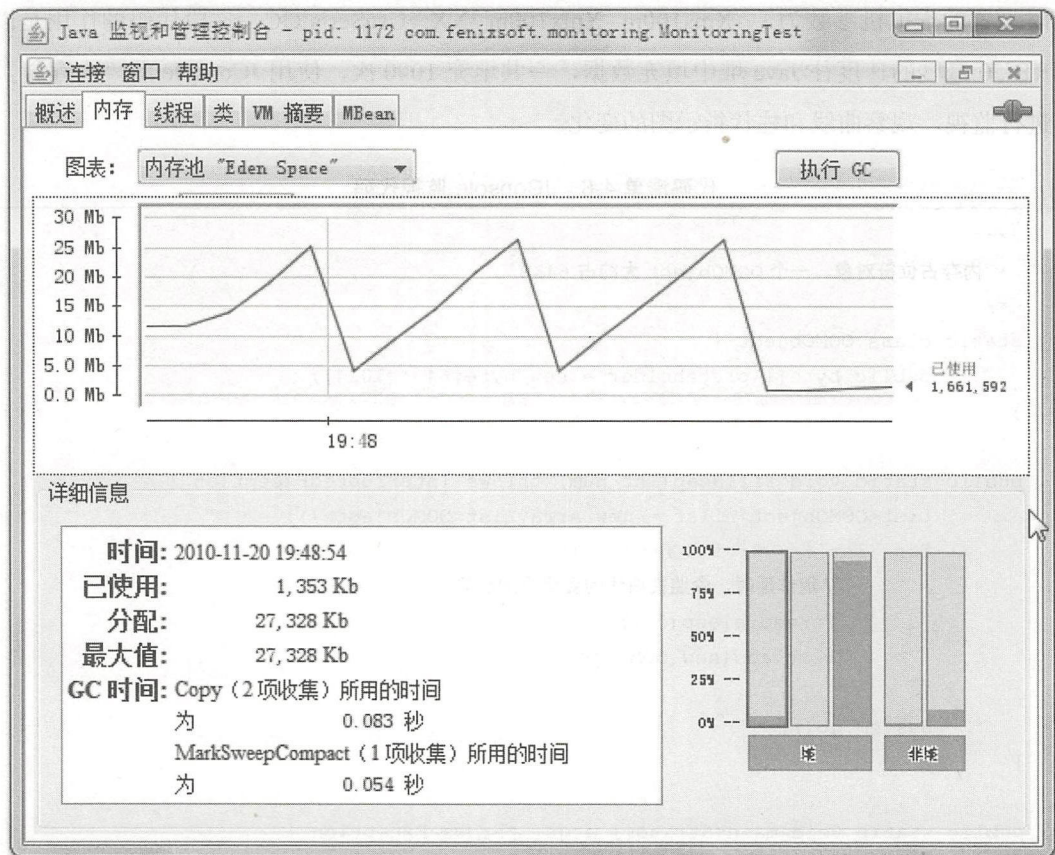 Java 监视和管理控制台 - pid: 1172 com.fenixsoft.monitoring.MonitoringTest
连接 窗口 帮助
概述 内存 线程 类 VM 摘要 MBean
图表: 内存池 "Eden Space" 执行 GC
30 Mb
25 Mb
20 Mb
15 Mb
10 Mb
5.0 Mb
0.0 Mb
已使用
1,661,592
19:48
详细信息
时间: 2010-11-20 19:48:54
已使用: 1,353 Kb
分配: 27,328 Kb
最大值: 27,328 Kb
GC 时间: Copy (2 项收集) 所用的时间
为 0.083 秒
MarkSweepCompact (1 项收集) 所用的时间
为 0.054 秒
100% --
75% --
50% --
25% --
0% --
堆 非堆